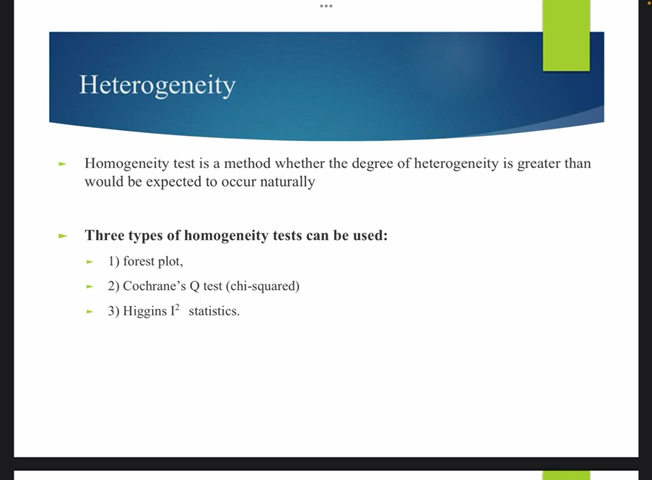 Heterogeneity
Homogeneity test is a method whether the degree of heterogeneity is greater than
would be expected to occur naturally
Three types of homogeneity tests can be used:
1) forest plot,
2) Cochrane's Q test (chi-squared)
3) Higgins I² statistics.